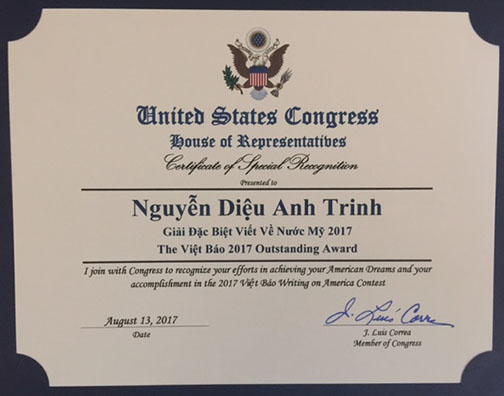 United States Congress
House of Representatives
Certificate of Special Recognition
Presented to
Nguyễn Diệu Anh Trinh
Giải Đặc Biệt Viết Về Nước Mỹ 2017
The Việt Báo 2017 Outstanding Award
I join with Congress to recognize your efforts in achieving your American Dreams and your
accomplishment in the 2017 Việt Báo Writing on America Contest
August 13, 2017
Date
J. Luis Correa
J. Luis Correa
Member of Congress